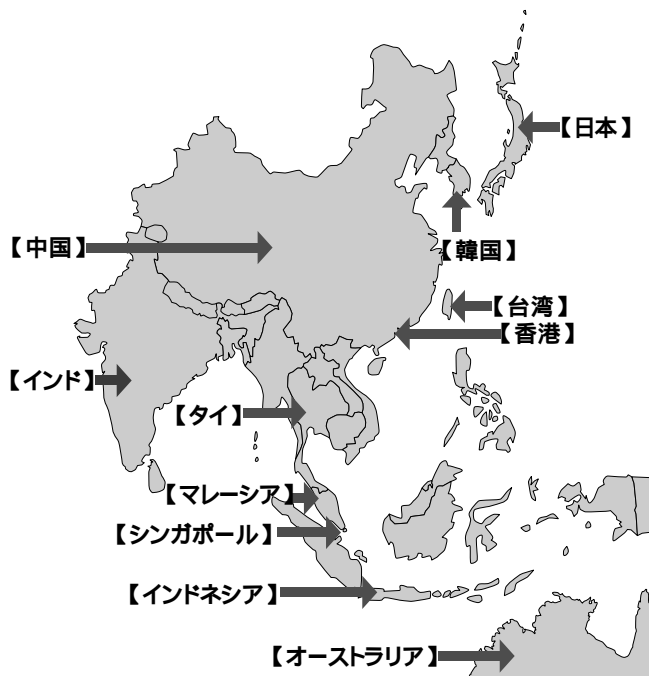 【日本】
【中国】
【韓国】
【台湾】
【香港】
【インド】
【タイ】
【マレーシア】
【シンガポール】
【インドネシア】
【オーストラリア】